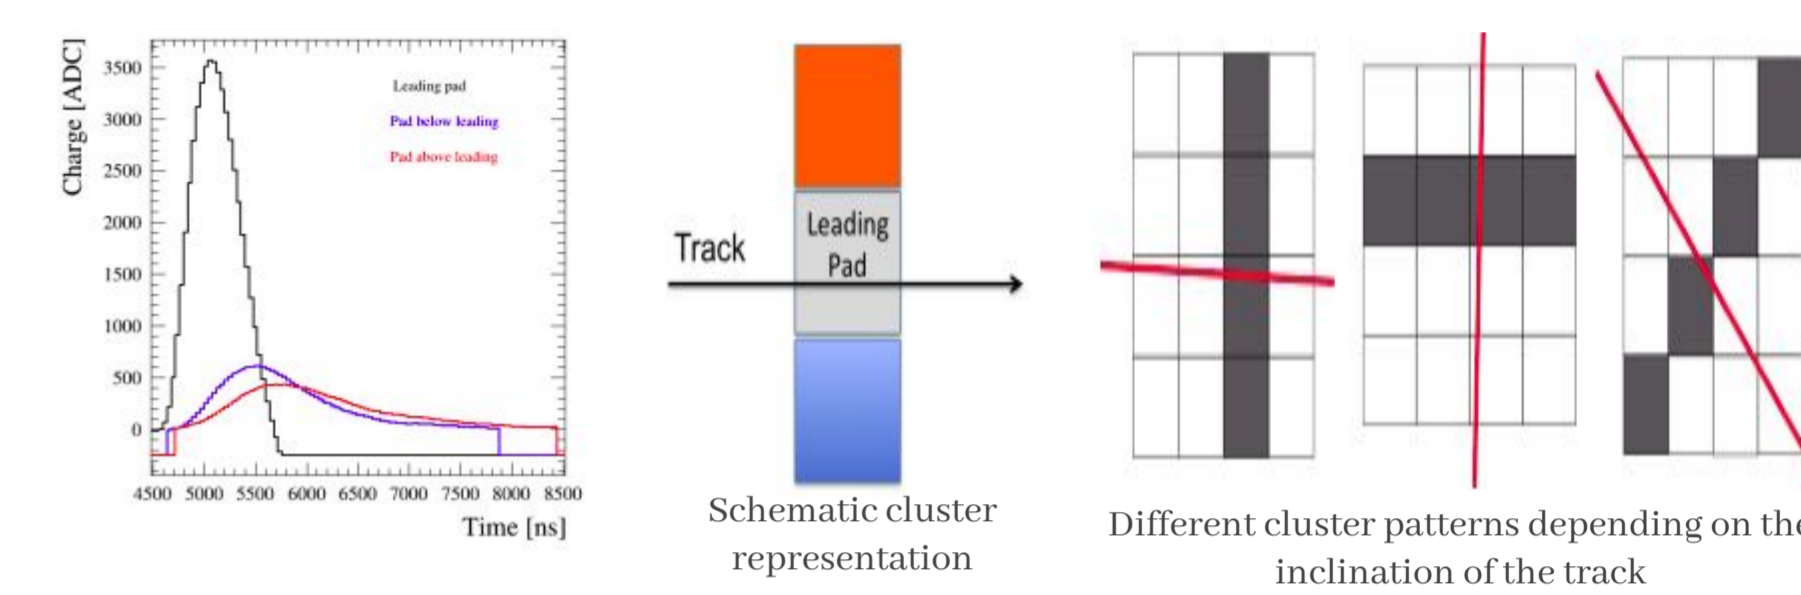 Charge [ADC]
3500
3000
2500
2000
1500
1000
500
0
Leading pad
Pad below leading
Pad above leading
4500 5000 5500 6000 6500 7000 7500 8000 8500
Time [ns]
Track
Leading
Pad
Schematic cluster
representation
Different cluster patterns depending on the
inclination of the track